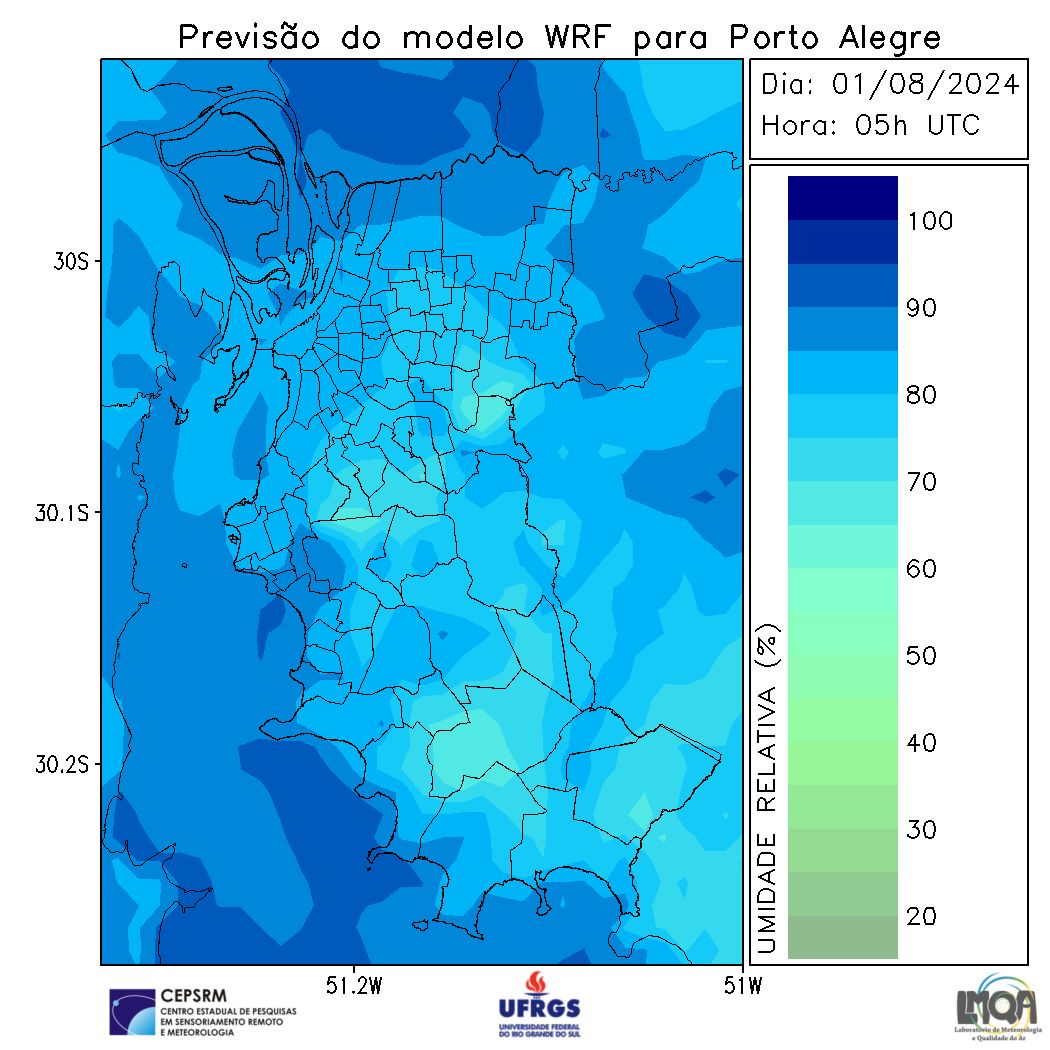 Previsão do modelo WRF para Porto Alegre
Dia: 01/08/2024
Hora: 05h UTC
100
90
80
70
60
50
40
30
20
UMIDADE RELATIVA (%)
30S
30.1S
30.2S
51.2W
51W
CEPSRM
CENTRO ESTADUAL DE PESQUISAS
EM SENSORIAMENTO REMOTO
E METEOROLOGIA
UFRGS
UNIVERSIDADE FEDERAL
DO RIO GRANDE DO SUL
LMQA
Laboratório de Meteorologia
e Qualidade do Ar